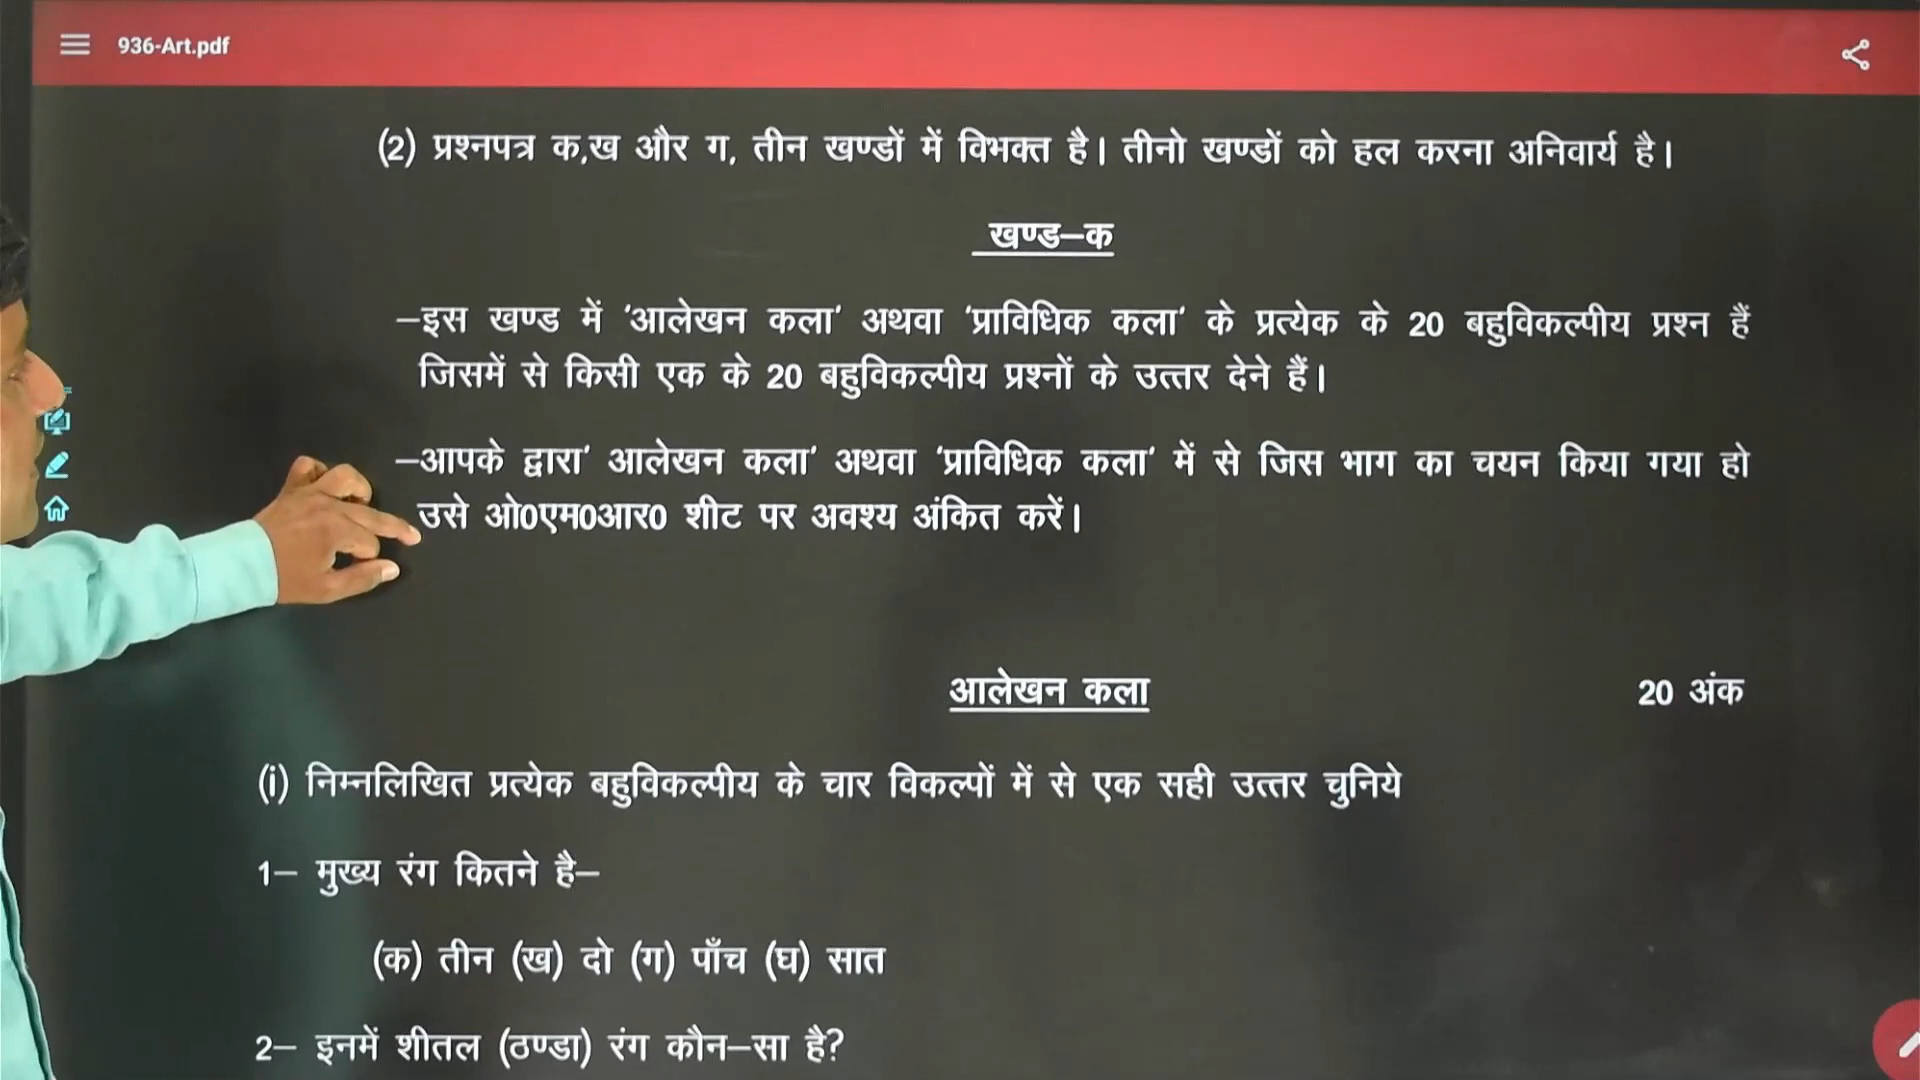 936-Art.pdf
(2) प्रश्नपत्र क,ख और ग, तीन खण्डों में विभक्त है। तीनो खण्डों को हल करना अनिवार्य है।
खण्ड–क
–इस खण्ड में 'आलेखन कला' अथवा 'प्राविधिक कला' के प्रत्येक के 20 बहुविकल्पीय प्रश्न हैं
जिसमें से किसी एक के 20 बहुविकल्पीय प्रश्नों के उत्तर देने हैं।
–आपके द्वारा' आलेखन कला' अथवा 'प्राविधिक कला' में से जिस भाग का चयन किया गया हो
उसे ओ0एम0आर0 शीट पर अवश्य अंकित करें।
आलेखन कला 20 अंक
(i) निम्नलिखित प्रत्येक बहुविकल्पीय के चार विकल्पों में से एक सही उत्तर चुनिये
1– मुख्य रंग कितने है–
(क) तीन (ख) दो (ग) पाँच (घ) सात
2– इनमें शीतल (ठण्डा) रंग कौन–सा है?